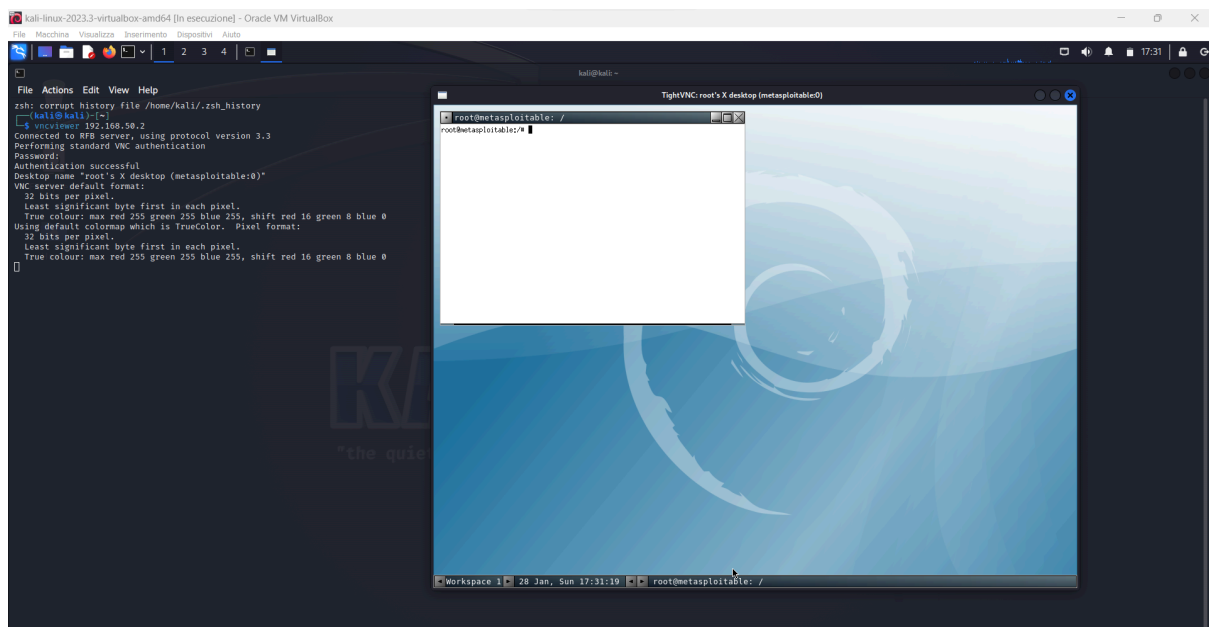 kali-linux-2023.3-virtualbox-amd64 [In esecuzione] - Oracle VM VirtualBox
File Macchina Visualizza Inserimento Dispositivi Aiuto
1 2 3 4
17:31
kali@kali: ~
File Actions Edit View Help
zsh: corrupt history file /home/kali/.zsh_history
(kali㉿kali)-[~]
$ vncviewer 192.168.50.2
Connected to RFB server, using protocol version 3.3
Performing standard VNC authentication
Password:
Authentication successful
Desktop name "root's X desktop (metasploitable:0)"
VNC server default format:
32 bits per pixel.
Least significant byte first in each pixel.
True colour: max red 255 green 255 blue 255, shift red 16 green 8 blue 0
Using default colormap which is TrueColor. Pixel format:
32 bits per pixel.
Least significant byte first in each pixel.
True colour: max red 255 green 255 blue 255, shift red 16 green 8 blue 0
"the quie
TightVNC: root's X desktop (metasploitable:0)
root@metasploitable: /
root@metasploitable:/#
Workspace 1 28 Jan, Sun 17:31:19 root@metasploitable: /